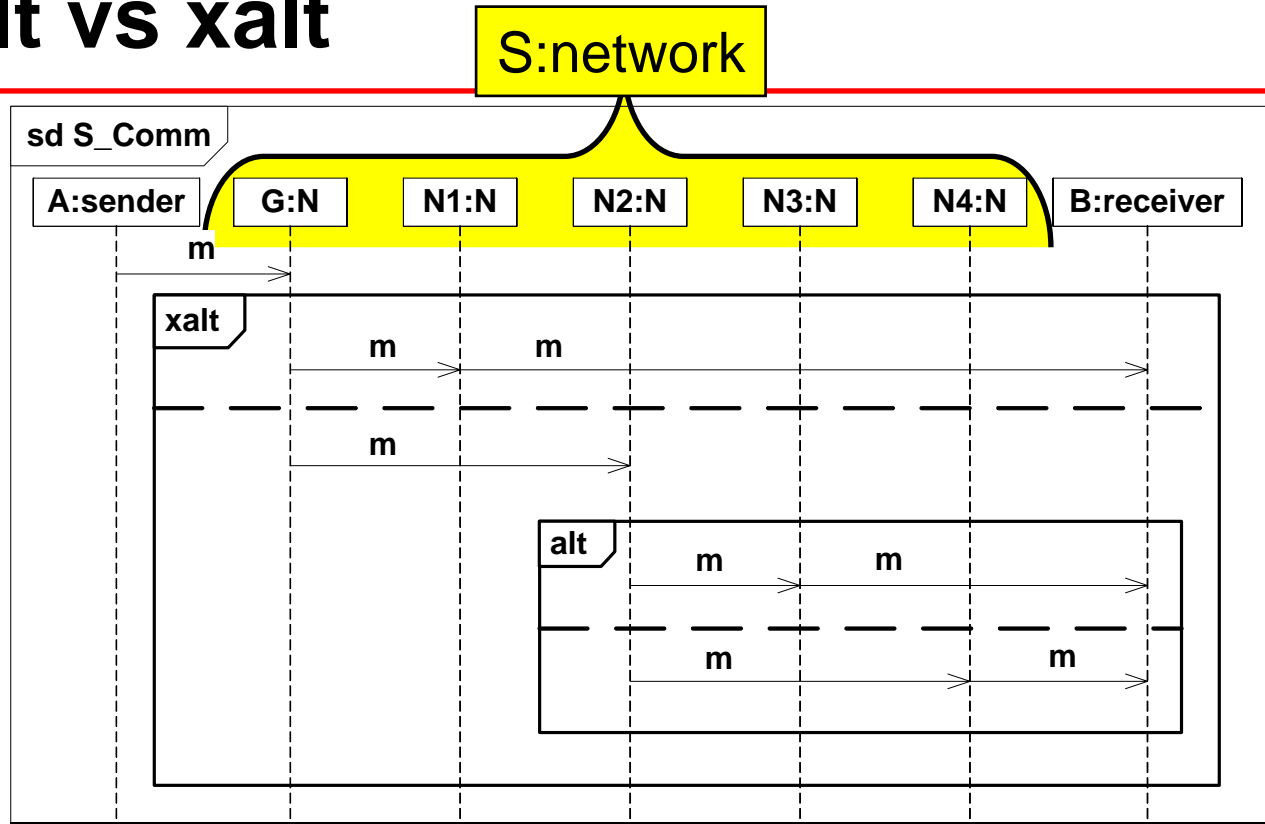 lt vs xalt
S:network
sd S_Comm
A:sender G:N N1:N N2:N N3:N N4:N B:receiver
m
xalt
m m
m
alt
m m
m m